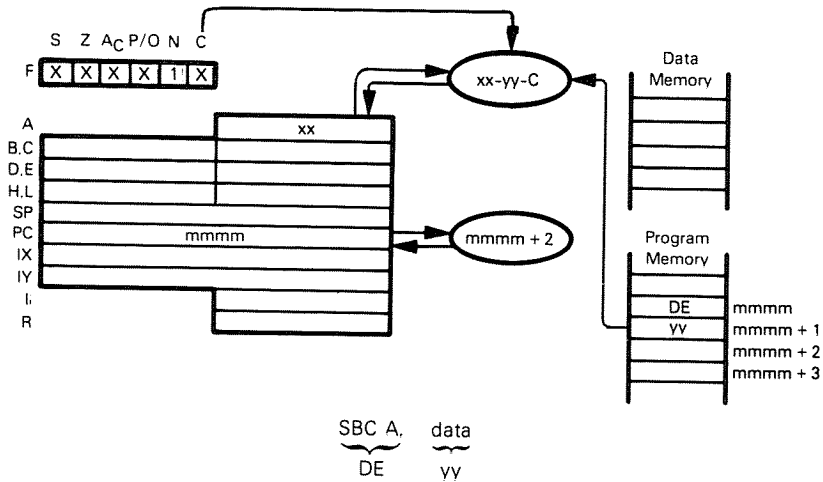 S Z AC P/O N C
F X X X X 1 X
xx-yy-C
Data
Memory
A xx
B,C
D,E
H,L
SP
PC mmmm
mmmm + 2
IX
IY
I
R
Program
Memory
DE mmmm
yy mmmm + 1
mmmm + 2
mmmm + 3
SBC A, data
DE yy